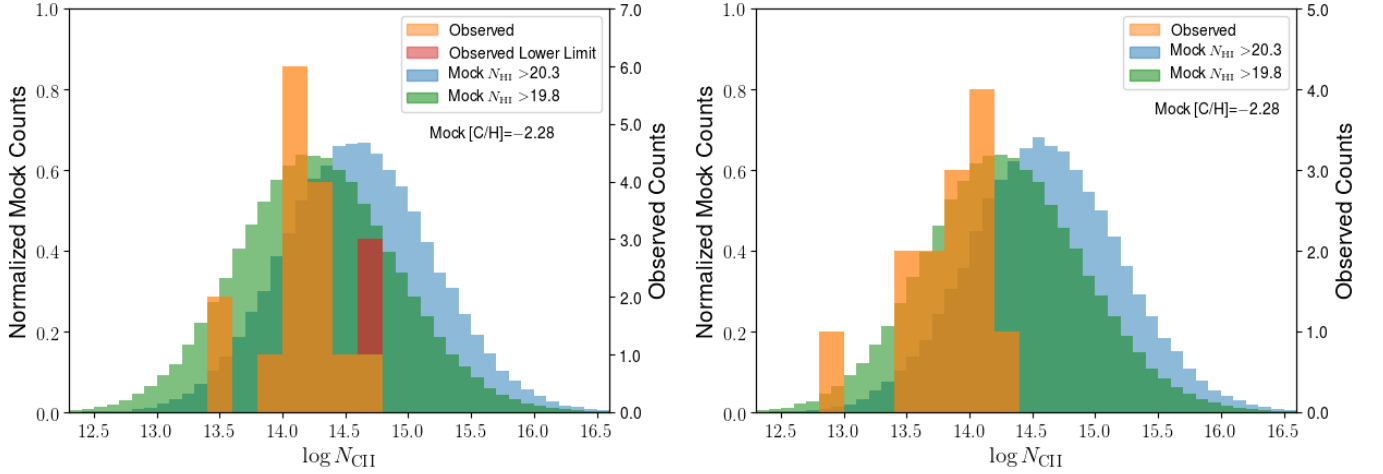 1.0
0.8
0.6
0.4
0.2
0.0
Normalized Mock Counts
12.5 13.0 13.5 14.0 14.5 15.0 15.5 16.0 16.5
log N_CII
7.0
6.0
5.0
4.0
3.0
2.0
1.0
0.0
Observed Counts
Observed
Observed Lower Limit
Mock N_HI >20.3
Mock N_HI >19.8
Mock [C/H]=−2.28
1.0
0.8
0.6
0.4
0.2
0.0
Normalized Mock Counts
12.5 13.0 13.5 14.0 14.5 15.0 15.5 16.0 16.5
log N_CII
5.0
4.0
3.0
2.0
1.0
0.0
Observed Counts
Observed
Mock N_HI >20.3
Mock N_HI >19.8
Mock [C/H]=−2.28